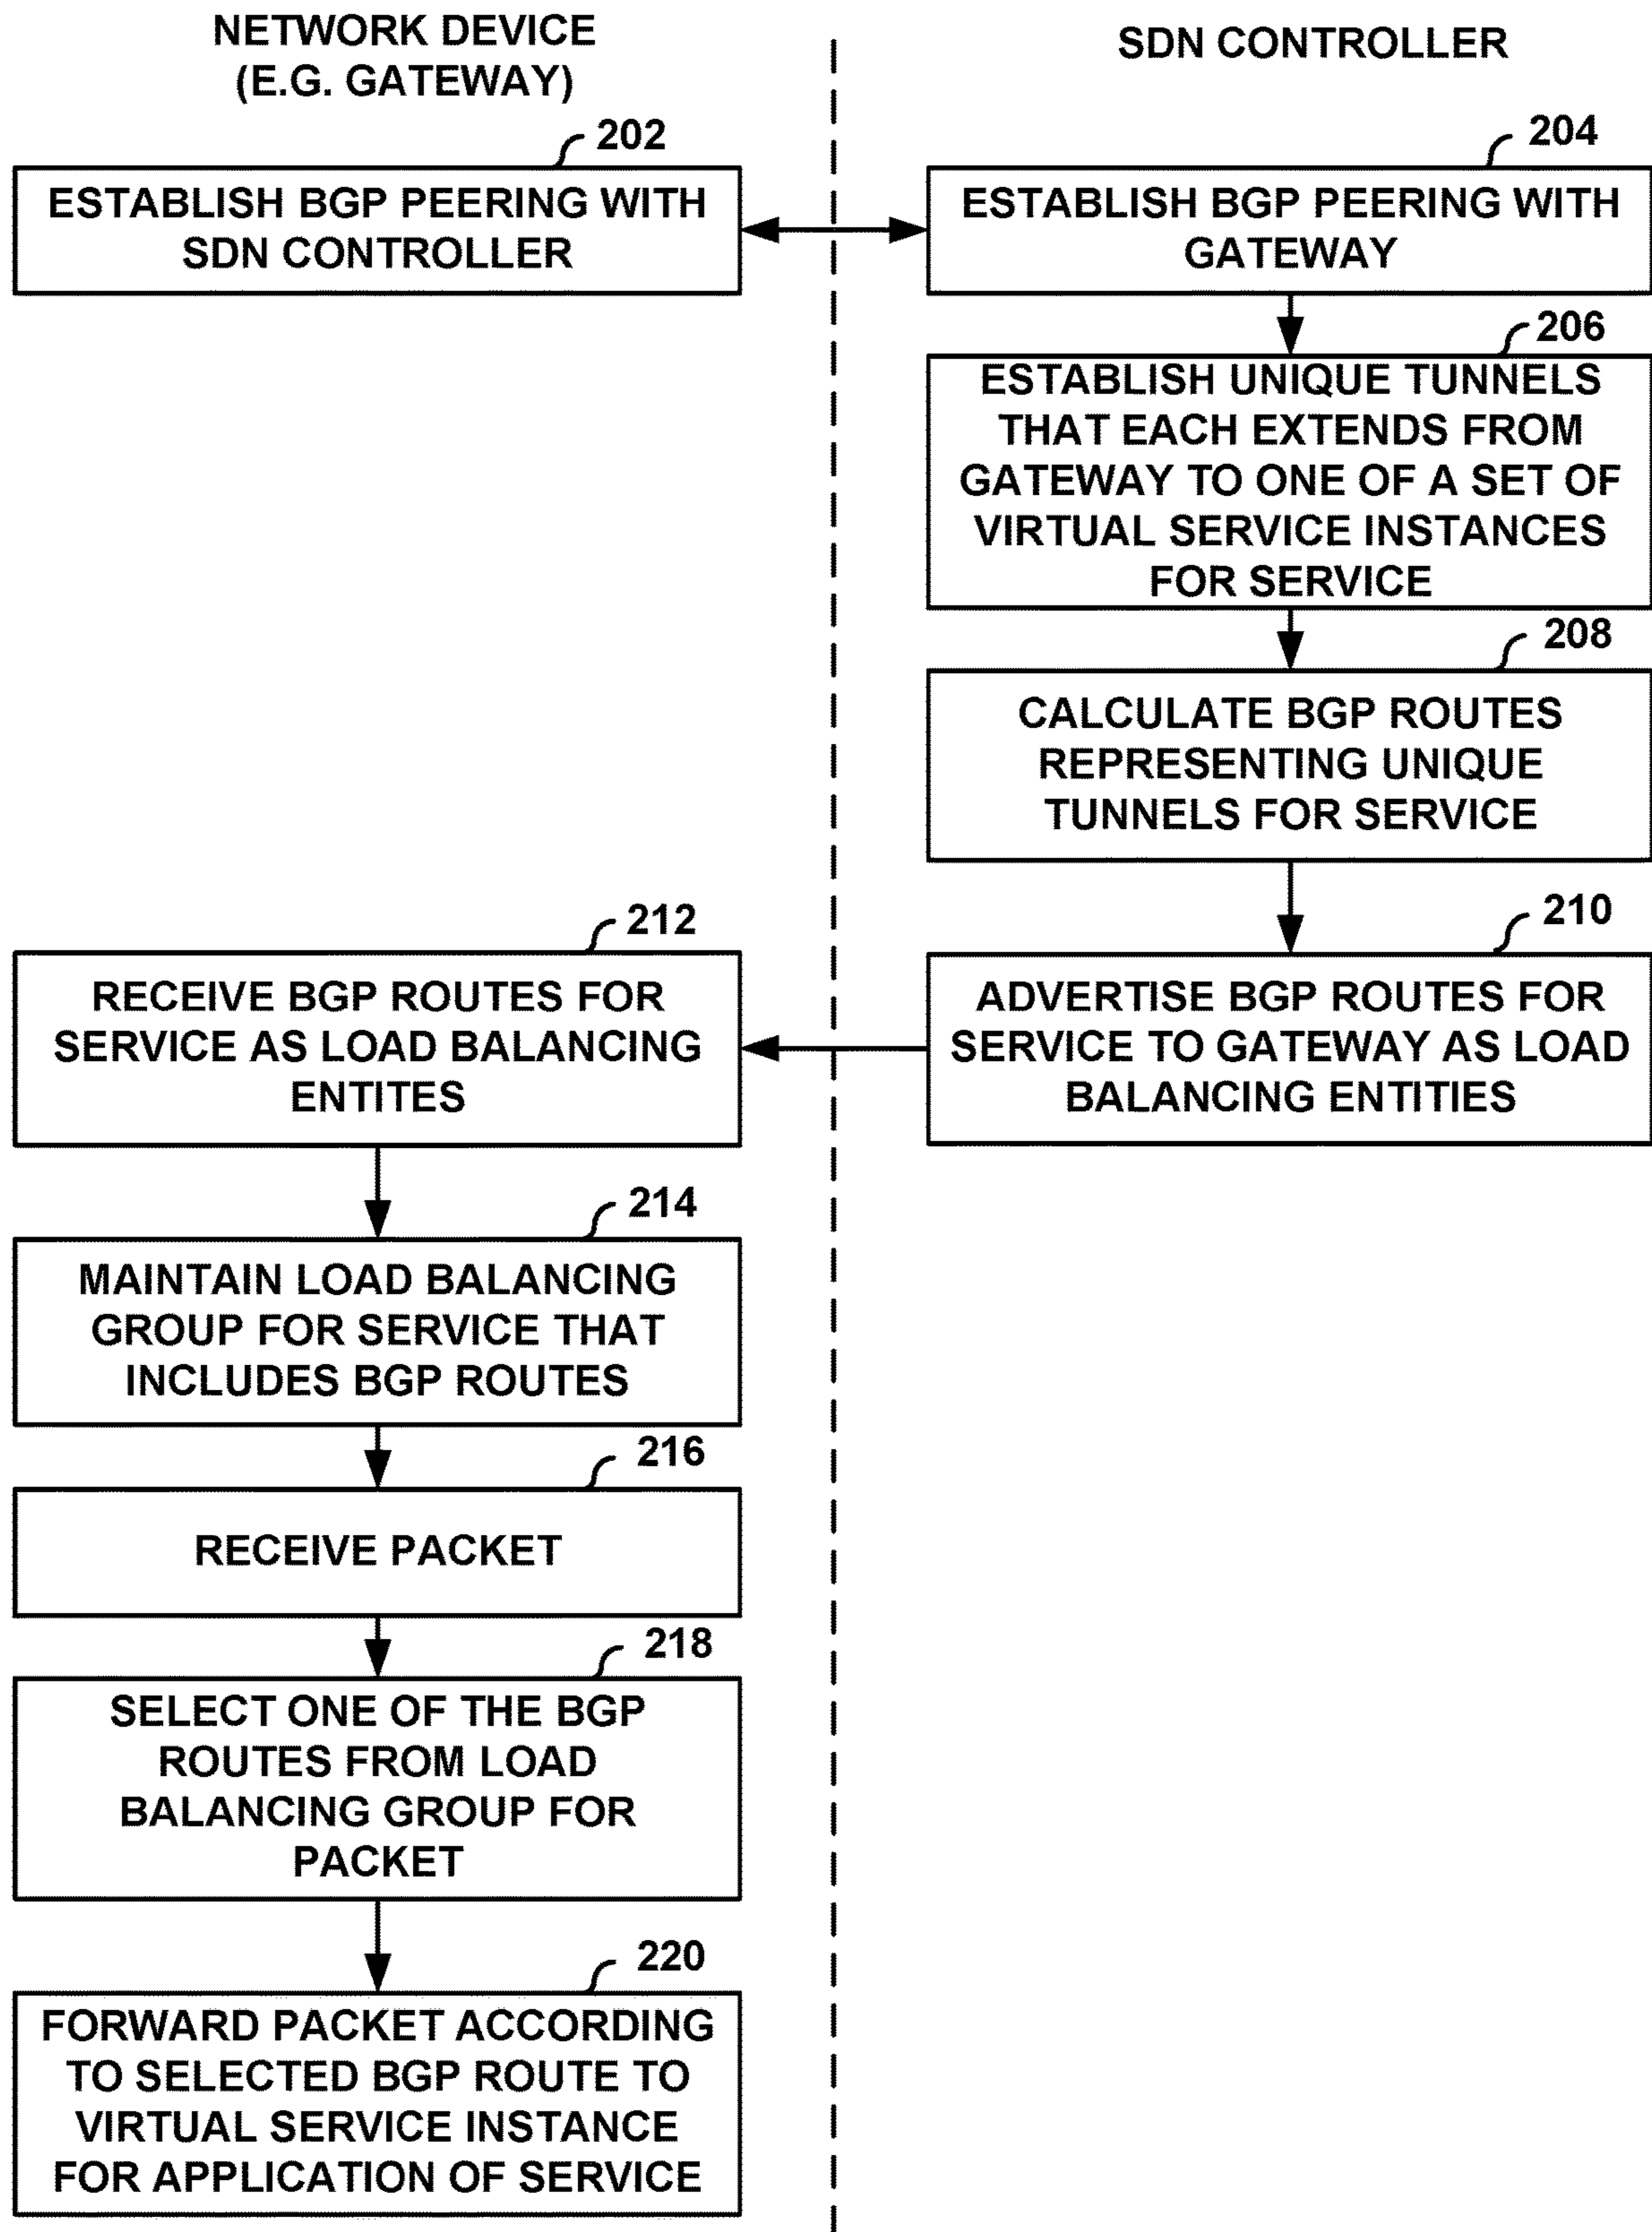 NETWORK DEVICE
(E.G. GATEWAY)
SDN CONTROLLER
202
ESTABLISH BGP PEERING WITH
SDN CONTROLLER
204
ESTABLISH BGP PEERING WITH
GATEWAY
206
ESTABLISH UNIQUE TUNNELS
THAT EACH EXTENDS FROM
GATEWAY TO ONE OF A SET OF
VIRTUAL SERVICE INSTANCES
FOR SERVICE
208
CALCULATE BGP ROUTES
REPRESENTING UNIQUE
TUNNELS FOR SERVICE
210
ADVERTISE BGP ROUTES FOR
SERVICE TO GATEWAY AS LOAD
BALANCING ENTITIES
212
RECEIVE BGP ROUTES FOR
SERVICE AS LOAD BALANCING
ENTITES
214
MAINTAIN LOAD BALANCING
GROUP FOR SERVICE THAT
INCLUDES BGP ROUTES
216
RECEIVE PACKET
218
SELECT ONE OF THE BGP
ROUTES FROM LOAD
BALANCING GROUP FOR
PACKET
220
FORWARD PACKET ACCORDING
TO SELECTED BGP ROUTE TO
VIRTUAL SERVICE INSTANCE
FOR APPLICATION OF SERVICE